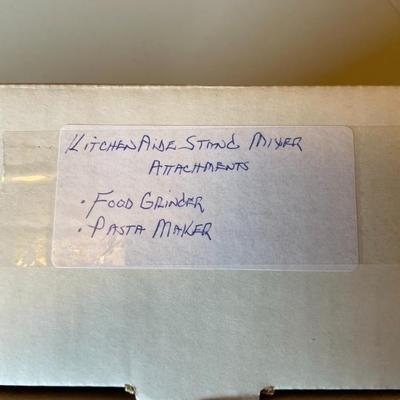 KitchenAide Stand Mixer
Attachments
• Food Grinder
• Pasta Maker